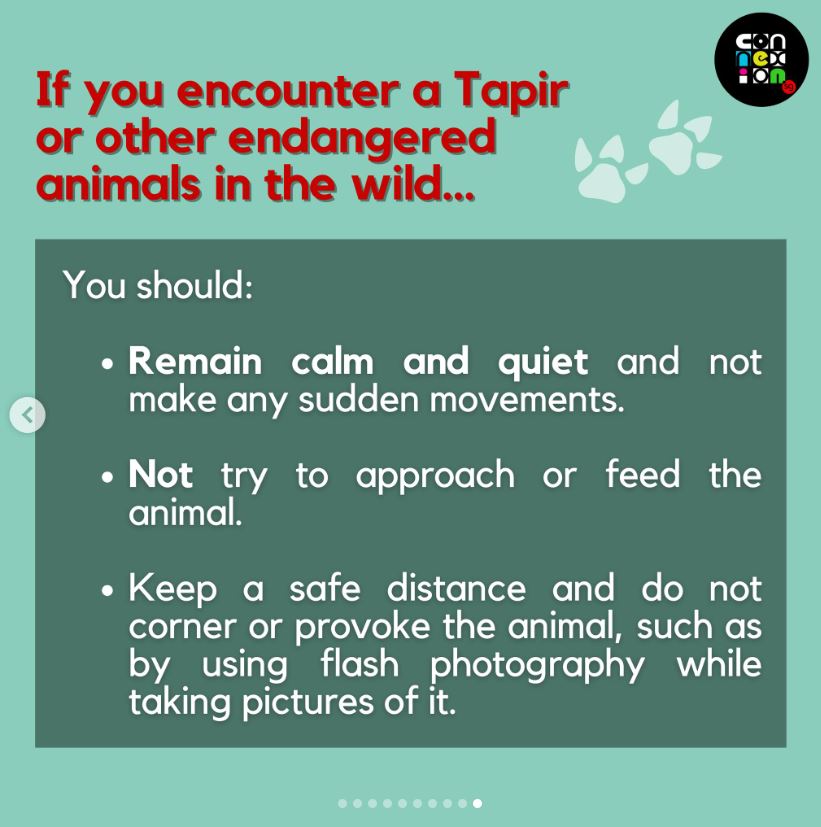 con
nex
ion
SG
If you encounter a Tapir
or other endangered
animals in the wild...
You should:
• Remain calm and quiet and not
make any sudden movements.
• Not try to approach or feed the
animal.
• Keep a safe distance and do not
corner or provoke the animal, such as
by using flash photography while
taking pictures of it.